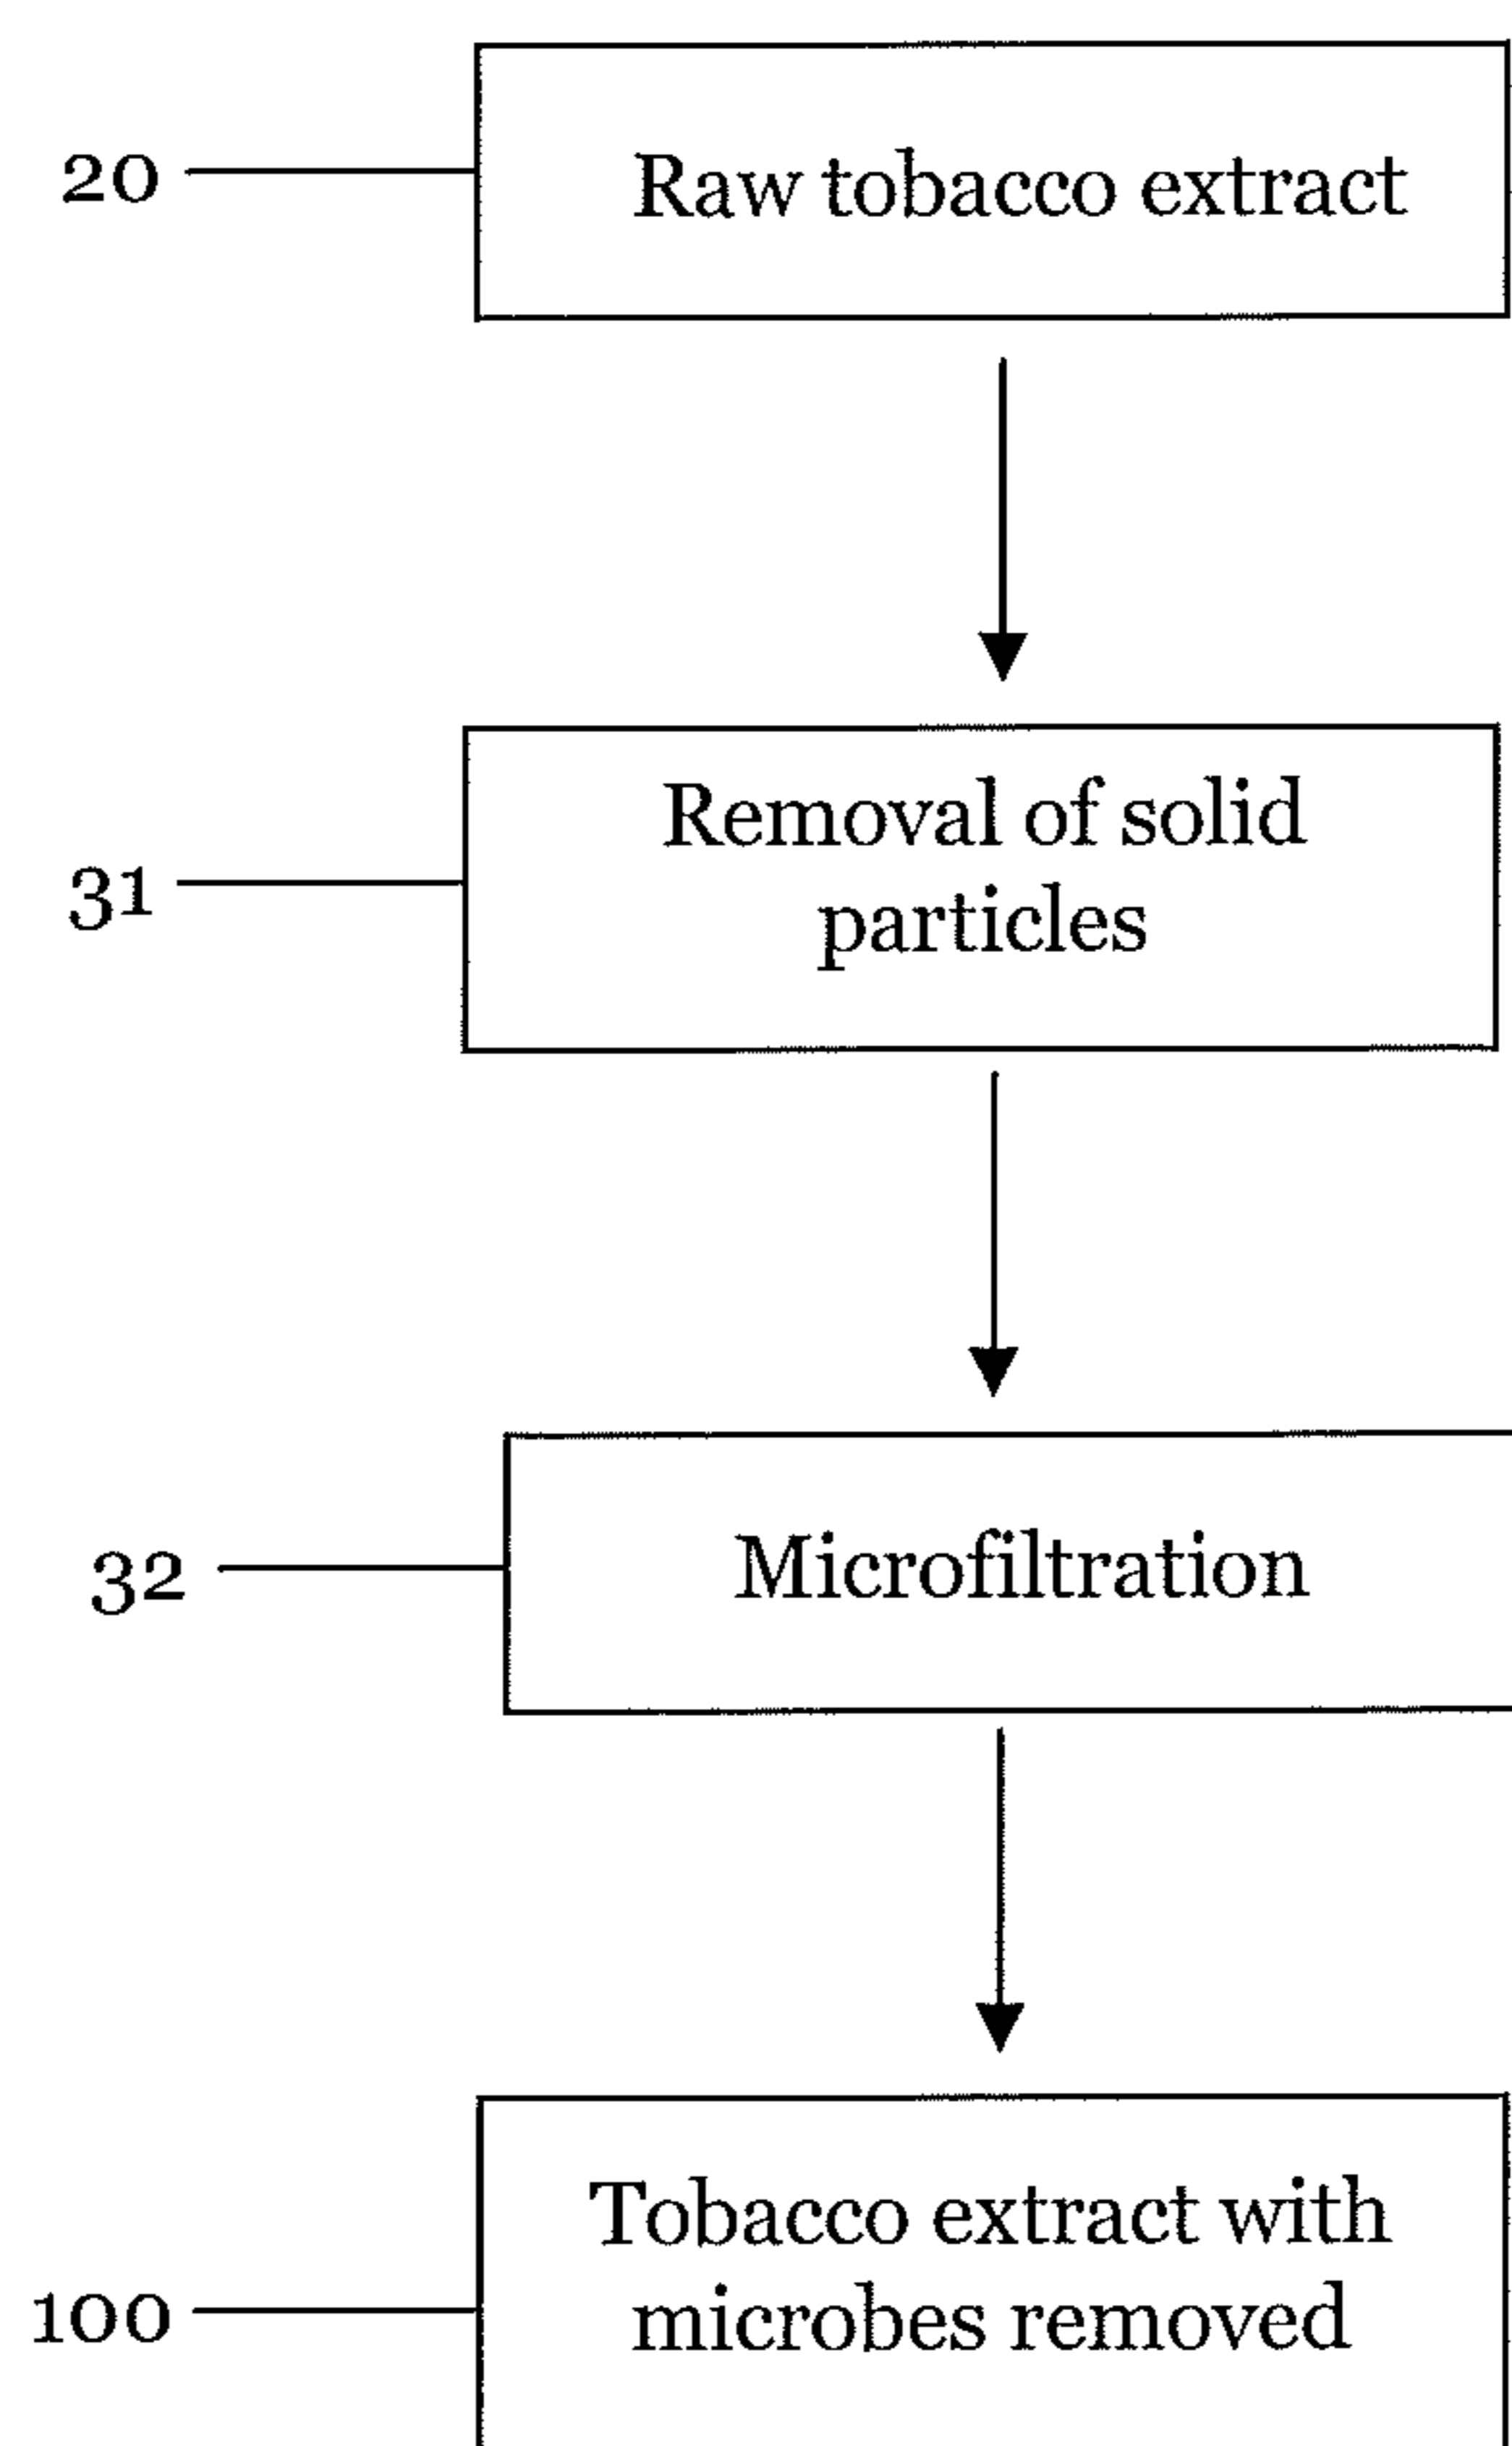 20
Raw tobacco extract
31
Removal of solid
particles
32
Microfiltration
Tobacco extract with
100
microbes removed